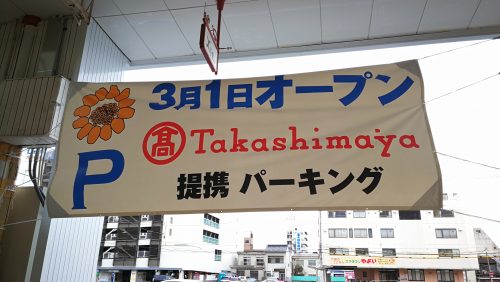 3月1日オープン
髙 Takashimaya
P
提携 パーキング